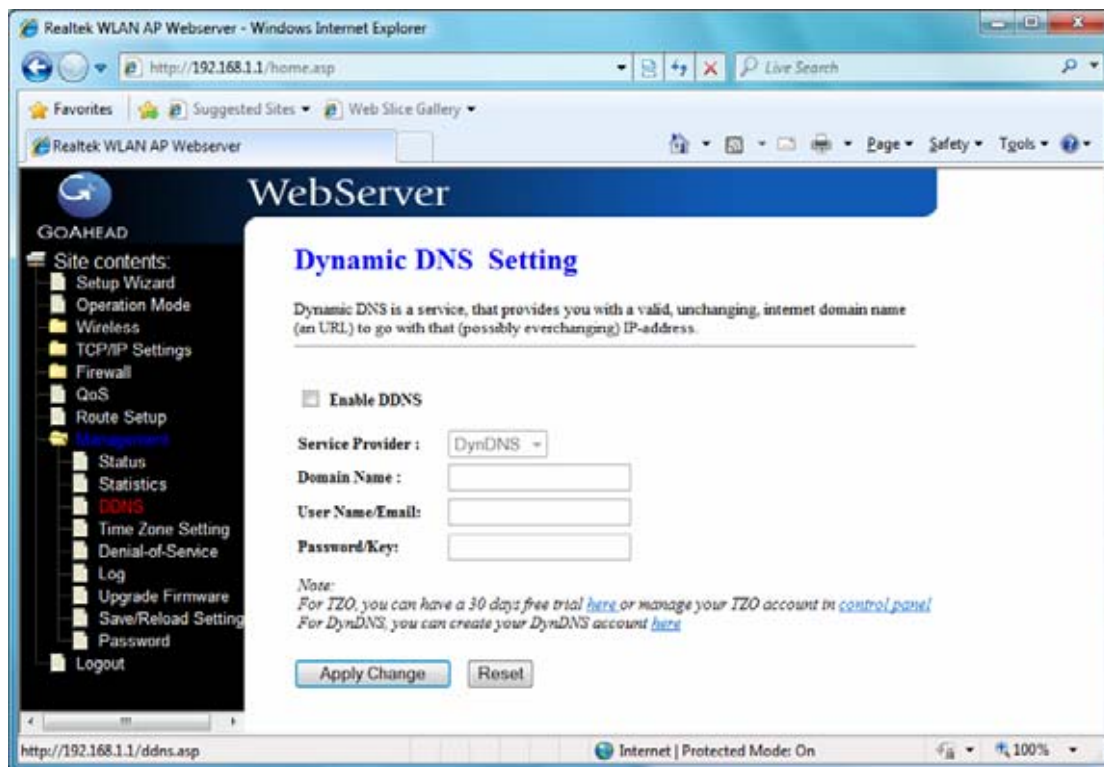 Realtek WLAN AP Webserver - Windows Internet Explorer
http://192.168.1.1/home.asp
Live Search
Favorites
Suggested Sites
Web Slice Gallery
Realtek WLAN AP Webserver
Page
Safety
Tools
GOAHEAD
WebServer
Site contents:
Setup Wizard
Operation Mode
Wireless
TCP/IP Settings
Firewall
QoS
Route Setup
Management
Status
Statistics
DDNS
Time Zone Setting
Denial-of-Service
Log
Upgrade Firmware
Save/Reload Setting
Password
Logout
Dynamic DNS Setting
Dynamic DNS is a service, that provides you with a valid, unchanging, internet domain name
(an URL) to go with that (possibly everchanging) IP-address.
Enable DDNS
Service Provider : DynDNS
Domain Name :
User Name/Email:
Password/Key:
Note:
For TZO, you can have a 30 days free trial here or manage your TZO account in control panel
For DynDNS, you can create your DynDNS account here
Apply Change Reset
http://192.168.1.1/ddns.asp
Internet | Protected Mode: On
100%